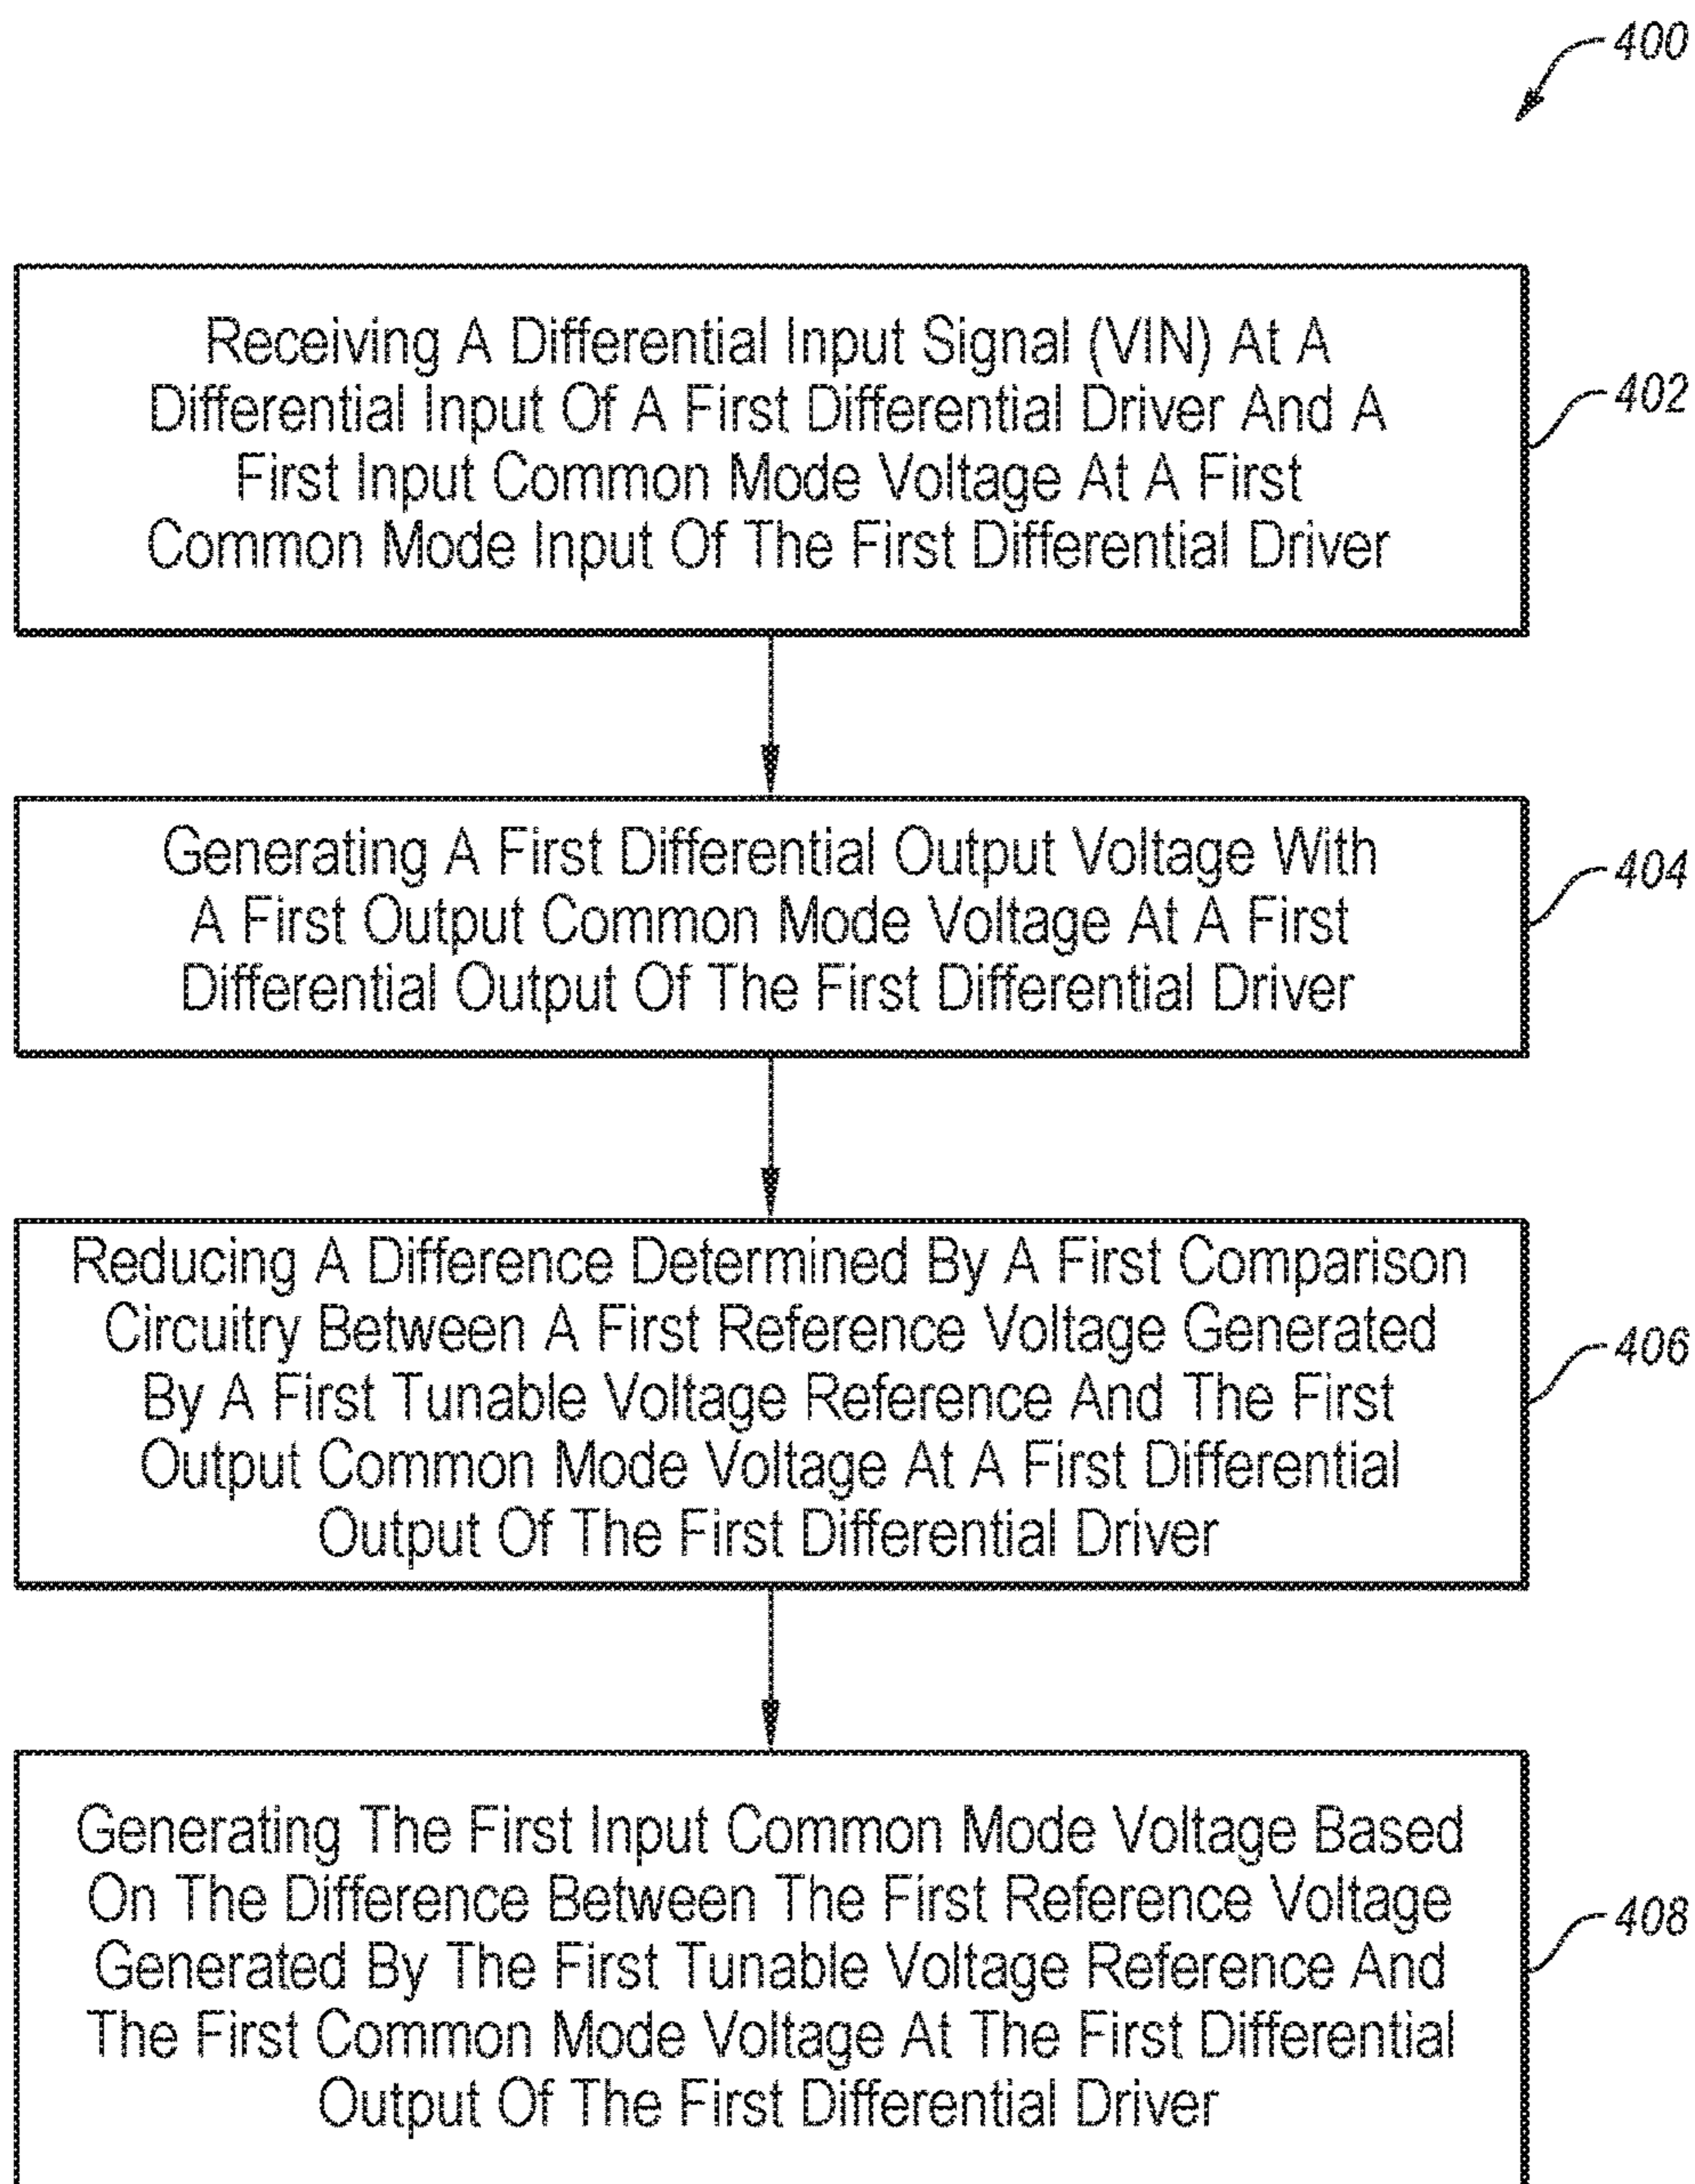 400
Receiving A Differential Input Signal (VIN) At A
Differential Input Of A First Differential Driver And A
First Input Common Mode Voltage At A First
Common Mode Input Of The First Differential Driver
402
Generating A First Differential Output Voltage With
A First Output Common Mode Voltage At A First
Differential Output Of The First Differential Driver
404
Reducing A Difference Determined By A First Comparison
Circuitry Between A First Reference Voltage Generated
By A First Tunable Voltage Reference And The First
Output Common Mode Voltage At A First Differential
Output Of The First Differential Driver
406
Generating The First Input Common Mode Voltage Based
On The Difference Between The First Reference Voltage
Generated By The First Tunable Voltage Reference And
The First Common Mode Voltage At The First Differential
Output Of The First Differential Driver
408